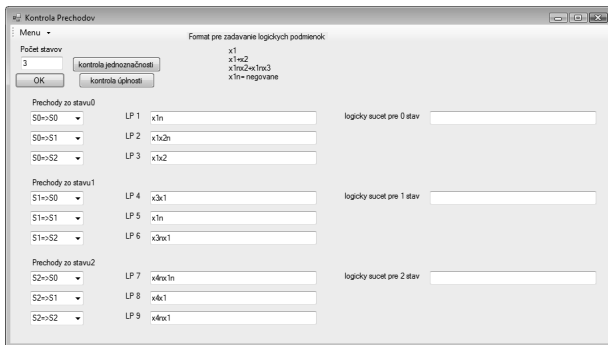 Kontrola Prechodov
Menu
Format pre zadavanie logickych podmienok
Počet stavov
x1
x1+x2
3
kontrola jednoznačnosti
x1nx2+x1nx3
x1n= negovane
OK
kontrola úplnosti
Prechody zo stavu0
S0=>S0 LP 1 x1n logicky sucet pre 0 stav
S0=>S1 LP 2 x1x2n
S0=>S2 LP 3 x1x2
Prechody zo stavu1
S1=>S0 LP 4 x3x1 logicky sucet pre 1 stav
S1=>S1 LP 5 x1n
S1=>S2 LP 6 x3nx1
Prechody zo stavu2
S2=>S0 LP 7 x4nx1n logicky sucet pre 2 stav
S2=>S1 LP 8 x4x1
S2=>S2 LP 9 x4nx1